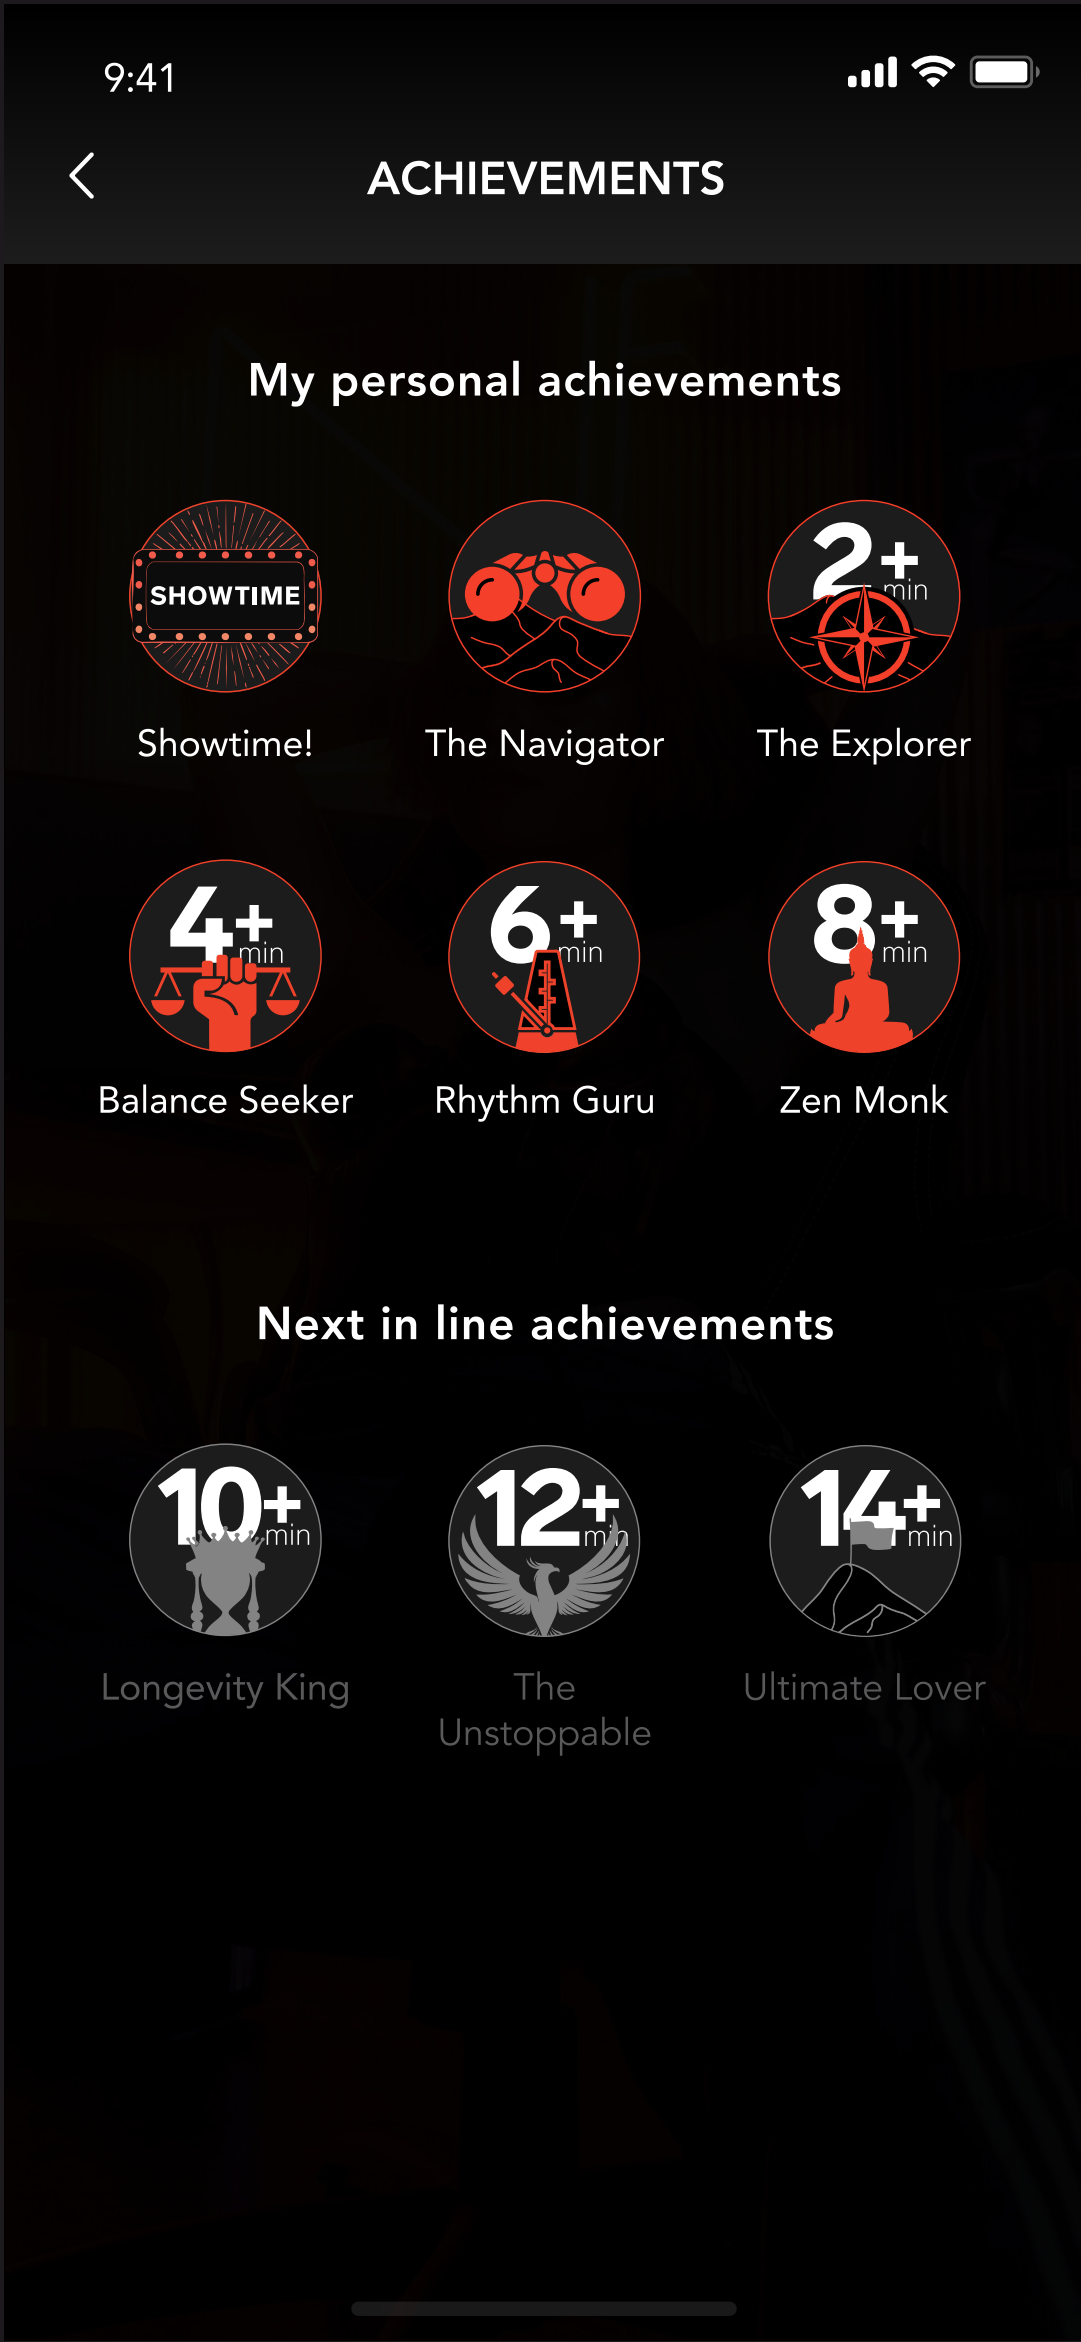 9:41
ACHIEVEMENTS
My personal achievements
SHOWTIME
2+
min
Showtime!
The Navigator
The Explorer
4+
min
6+
min
8+
min
Balance Seeker
Rhythm Guru
Zen Monk
Next in line achievements
10+
min
12+
min
14+
min
Longevity King
The
Unstoppable
Ultimate Lover